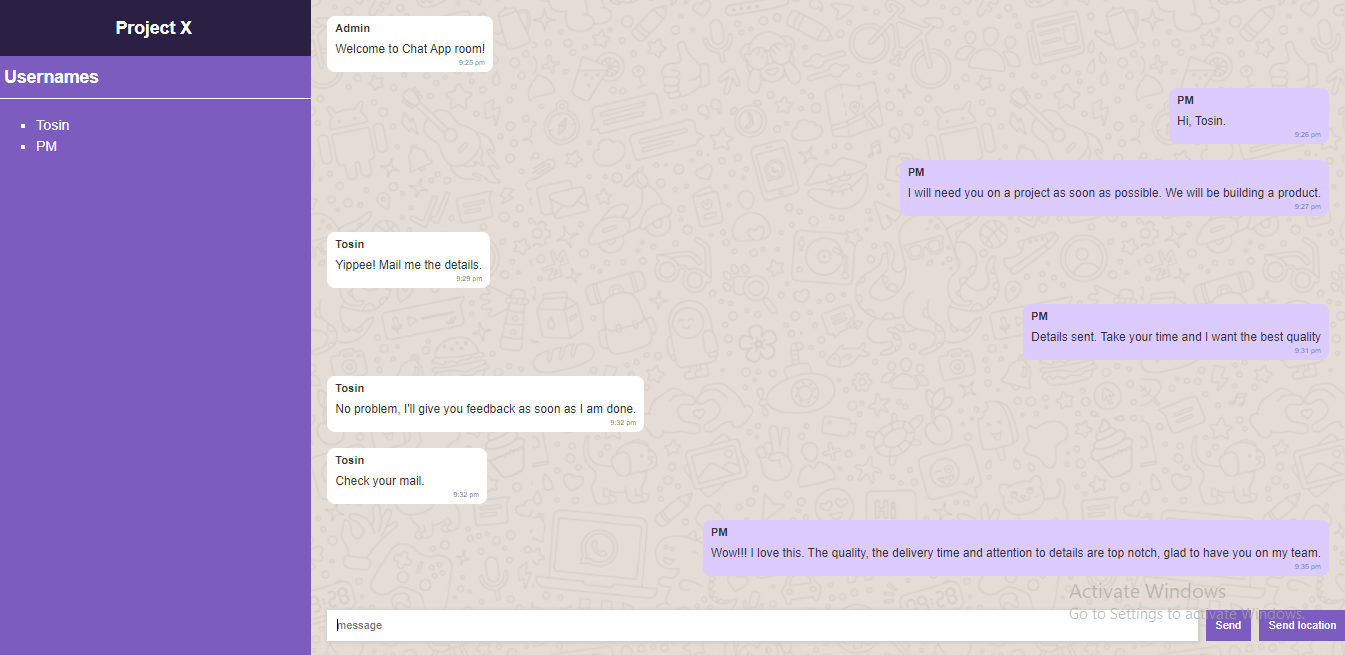 Project X
Usernames
Tosin
PM
Admin
Welcome to Chat App room!
9:25 pm
PM
Hi, Tosin.
9:26 pm
PM
I will need you on a project as soon as possible. We will be building a product.
9:27 pm
Tosin
Yippee! Mail me the details.
9:29 pm
PM
Details sent. Take your time and I want the best quality
9:31 pm
Tosin
No problem, I'll give you feedback as soon as I am done.
9:32 pm
Tosin
Check your mail.
9:32 pm
PM
Wow!!! I love this. The quality, the delivery time and attention to details are top notch, glad to have you on my team.
9:35 pm
Activate Windows
Go to Settings to activate Windows.
message
Send
Send location